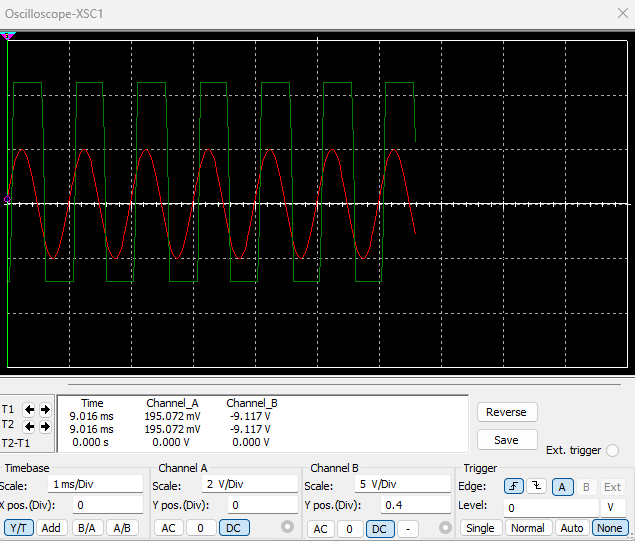 Oscilloscope-XSC1
Time Channel_A Channel_B
T1 9.016 ms 195.072 mV -9.117 V
T2 9.016 ms 195.072 mV -9.117 V
T2-T1 0.000 s 0.000 V 0.000 V
Reverse
Save
Ext. trigger
Timebase
Scale: 1 ms/Div
X pos.(Div): 0
Y/T Add B/A A/B
Channel A
Scale: 2 V/Div
Y pos.(Div): 0
AC 0 DC
Channel B
Scale: 5 V/Div
Y pos.(Div): 0.4
AC 0 DC -
Trigger
Edge: A B Ext
Level: 0 V
Single Normal Auto None